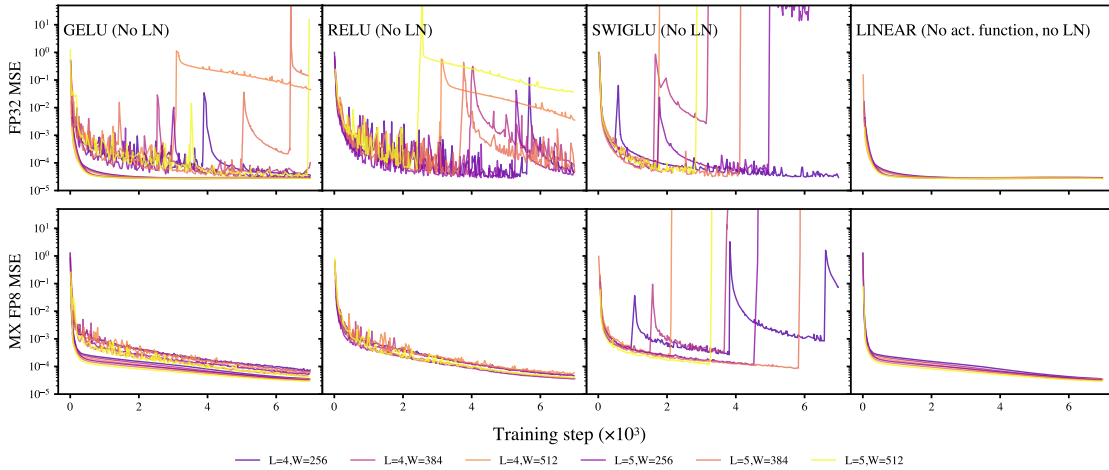 GELU (No LN)
RELU (No LN)
SWIGLU (No LN)
LINEAR (No act. function, no LN)
FP32 MSE
10¹
10⁰
10⁻¹
10⁻²
10⁻³
10⁻⁴
10⁻⁵
MX FP8 MSE
10¹
10⁰
10⁻¹
10⁻²
10⁻³
10⁻⁴
10⁻⁵
0 2 4 6 0 2 4 6 0 2 4 6 0 2 4 6
Training step (×10³)
L=4,W=256 L=4,W=384 L=4,W=512 L=5,W=256 L=5,W=384 L=5,W=512